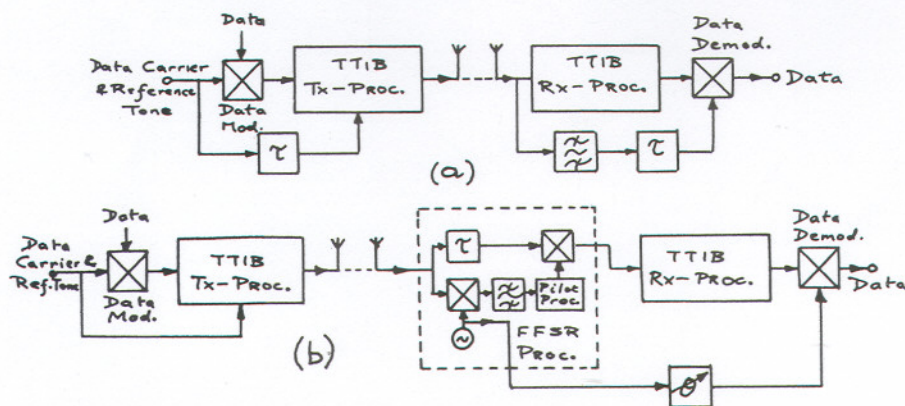 Data
Data Carrier
& Reference
Tone
Data
Mod.
TTIB
Tx-PROC.
τ
TTIB
Rx-PROC.
τ
Data
Demod.
Data
(a)
Data
Data
Carrier &
Ref. Tone
Data
Mod.
TTIB
Tx-PROC.
τ
Pilot
Proc.
FFSR
PROC.
TTIB
Rx-PROC.
θ
Data
Demod.
Data
(b)